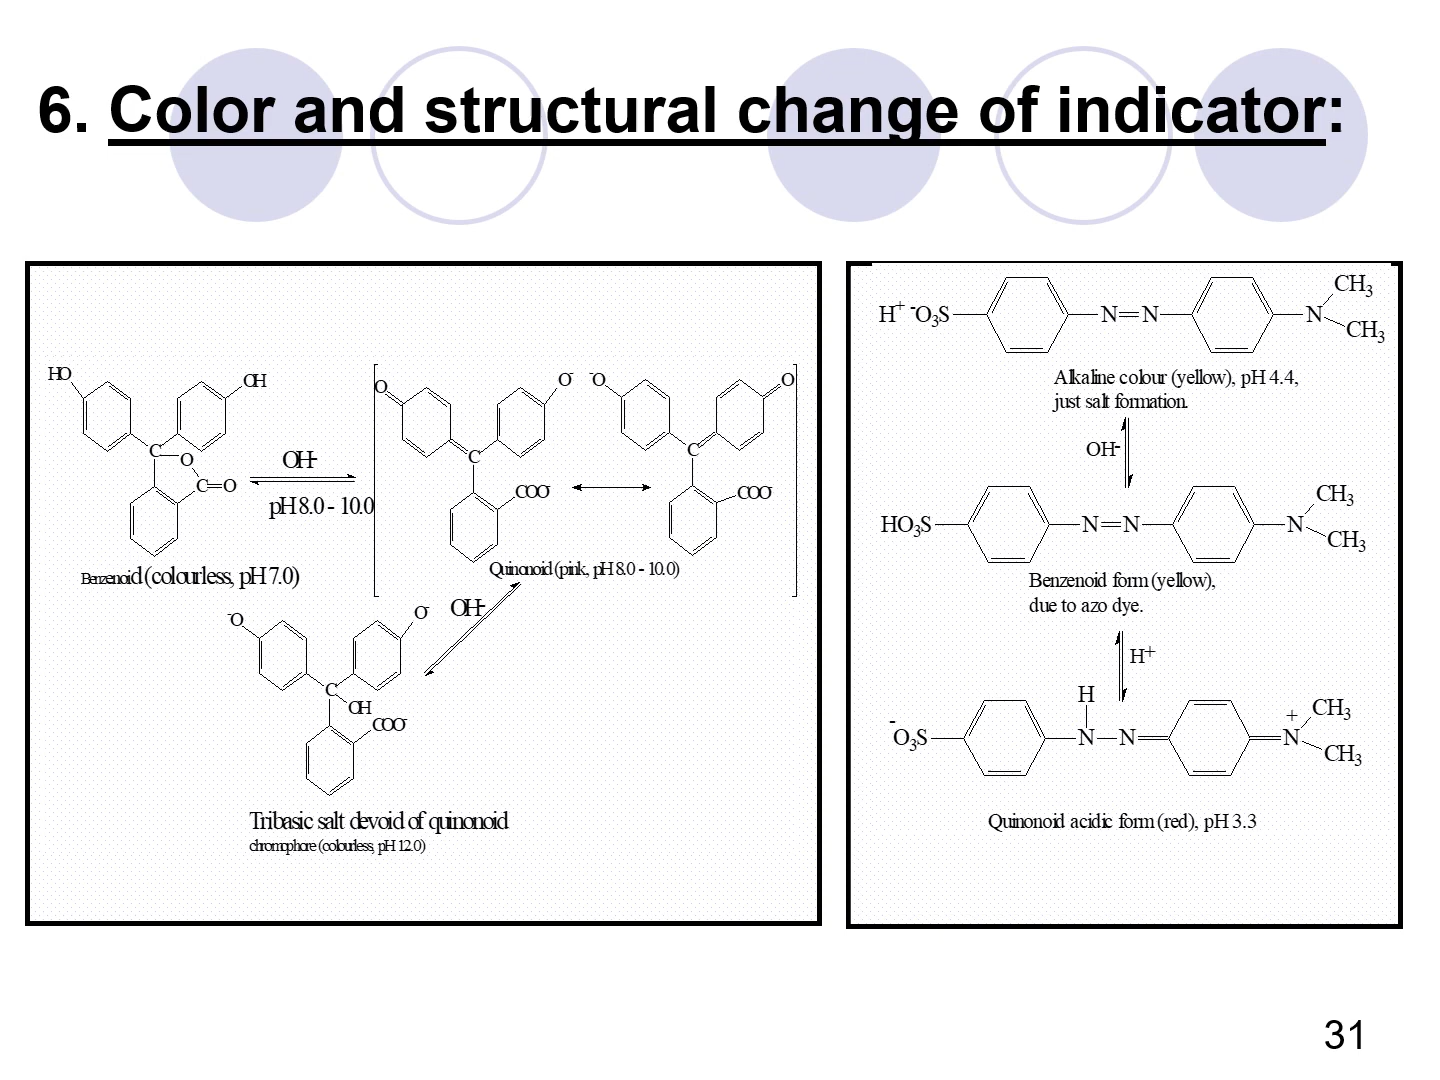 6. Color and structural change of indicator:
HO
OH
C
O
C=O
OH-
pH 8.0 - 10.0
Benzenoid (colourless, pH 7.0)
O
O-
C
COO-
-O
O
C
COO-
Quinonoid (pink, pH 8.0 - 10.0)
OH-
-O
O-
C
OH
COO-
Tribasic salt devoid of quinonoid
chromophore (colourless, pH 12.0)
H+ -O3S N=N N CH3
CH3
Alkaline colour (yellow), pH 4.4,
just salt formation.
OH-
HO3S N=N N CH3
CH3
Benzenoid form (yellow),
due to azo dye.
H+
H
-O3S N—N N+ CH3
CH3
Quinonoid acidic form (red), pH 3.3
31